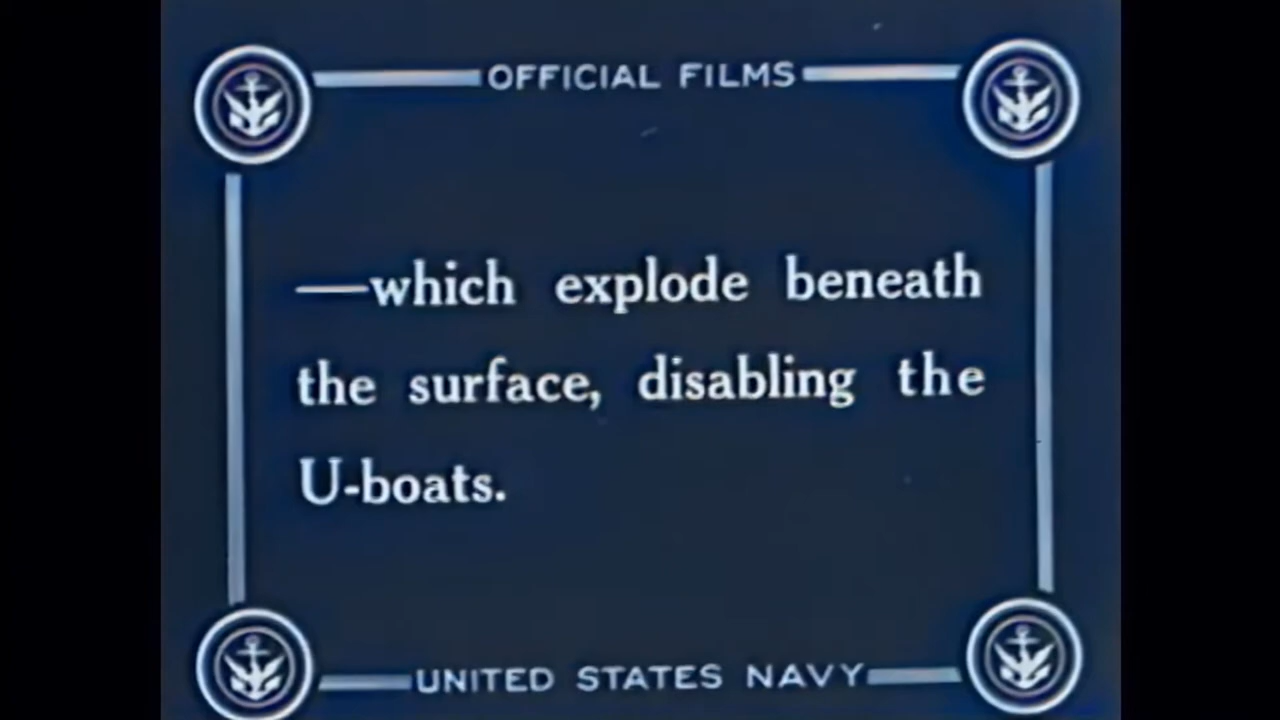 OFFICIAL FILMS
—which explode beneath
the surface, disabling the
U-boats.
UNITED STATES NAVY